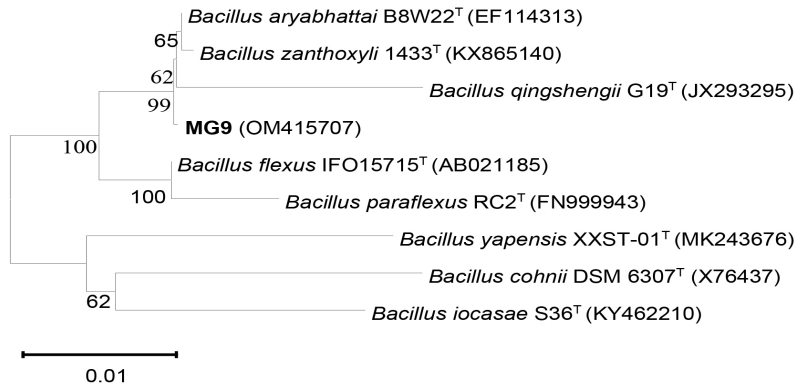 Bacillus aryabhattai B8W22T (EF114313)
65
Bacillus zanthoxyli 1433T (KX865140)
62
Bacillus qingshengii G19T (JX293295)
99
MG9 (OM415707)
100
Bacillus flexus IFO15715T (AB021185)
100
Bacillus paraflexus RC2T (FN999943)
Bacillus yapensis XXST-01T (MK243676)
Bacillus cohnii DSM 6307T (X76437)
62
Bacillus iocasae S36T (KY462210)
0.01